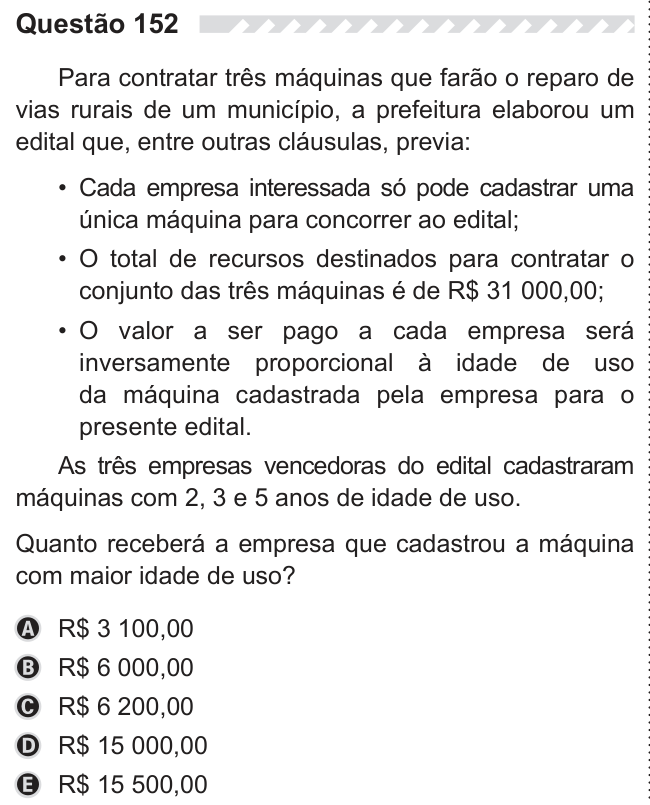 Questão 152
Para contratar três máquinas que farão o reparo de
vias rurais de um município, a prefeitura elaborou um
edital que, entre outras cláusulas, previa:
• Cada empresa interessada só pode cadastrar uma
única máquina para concorrer ao edital;
• O total de recursos destinados para contratar o
conjunto das três máquinas é de R$ 31 000,00;
• O valor a ser pago a cada empresa será
inversamente proporcional à idade de uso
da máquina cadastrada pela empresa para o
presente edital.
As três empresas vencedoras do edital cadastraram
máquinas com 2, 3 e 5 anos de idade de uso.
Quanto receberá a empresa que cadastrou a máquina
com maior idade de uso?
A R$ 3 100,00
B R$ 6 000,00
C R$ 6 200,00
D R$ 15 000,00
E R$ 15 500,00